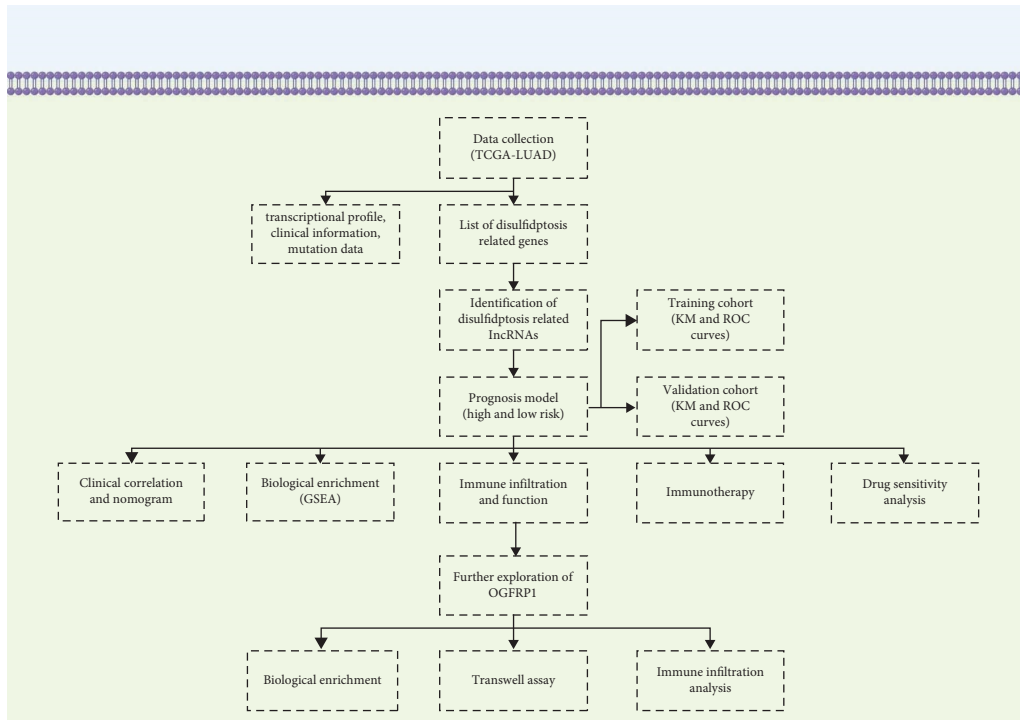 Data collection
(TCGA-LUAD)
transcriptional profile,
clinical information,
mutation data
List of disulfidptosis
related genes
Identification of
disulfidptosis related
IncRNAs
Training cohort
(KM and ROC
curves)
Prognosis model
(high and low risk)
Validation cohort
(KM and ROC
curves)
Clinical correlation
and nomogram
Biological enrichment
(GSEA)
Immune infiltration
and function
Immunotherapy
Drug sensitivity
analysis
Further exploration of
OGFRP1
Biological enrichment
Transwell assay
Immune infiltration
analysis